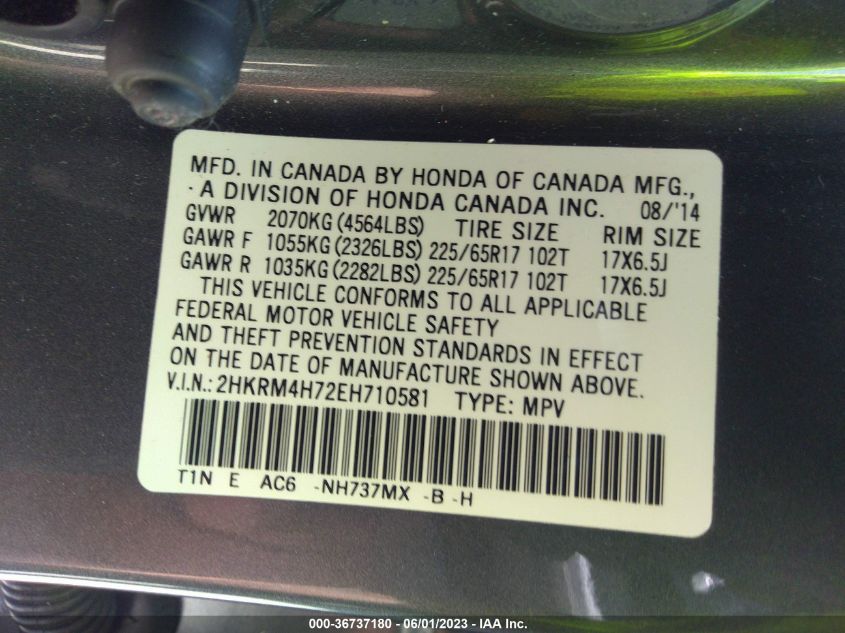 MFD. IN CANADA BY HONDA OF CANADA MFG.,
A DIVISION OF HONDA CANADA INC. 08/'14
GVWR 2070KG (4564LBS) TIRE SIZE RIM SIZE
GAWR F 1055KG (2326LBS) 225/65R17 102T 17X6.5J
GAWR R 1035KG (2282LBS) 225/65R17 102T 17X6.5J
THIS VEHICLE CONFORMS TO ALL APPLICABLE
FEDERAL MOTOR VEHICLE SAFETY
AND THEFT PREVENTION STANDARDS IN EFFECT
ON THE DATE OF MANUFACTURE SHOWN ABOVE.
V.I.N.: 2HKRM4H72EH710581 TYPE: MPV
T1N E AC6 -NH737MX -B -H
000-36737180 - 06/01/2023 - IAA Inc.